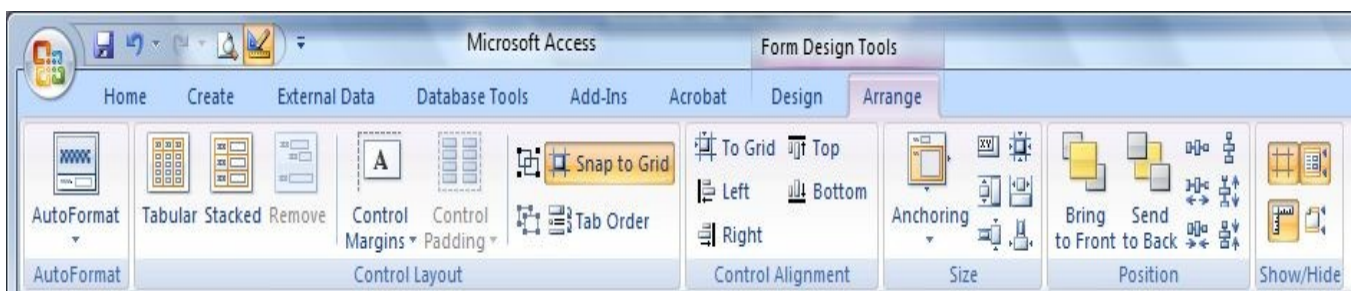 Microsoft Access
Form Design Tools
Home Create External Data Database Tools Add-Ins Acrobat Design Arrange
AutoFormat
Tabular Stacked Remove
Control Margins
Control Padding
Snap to Grid
Tab Order
To Grid Top
Left Bottom
Right
Anchoring
Bring to Front
Send to Back
AutoFormat Control Layout Control Alignment Size Position Show/Hide